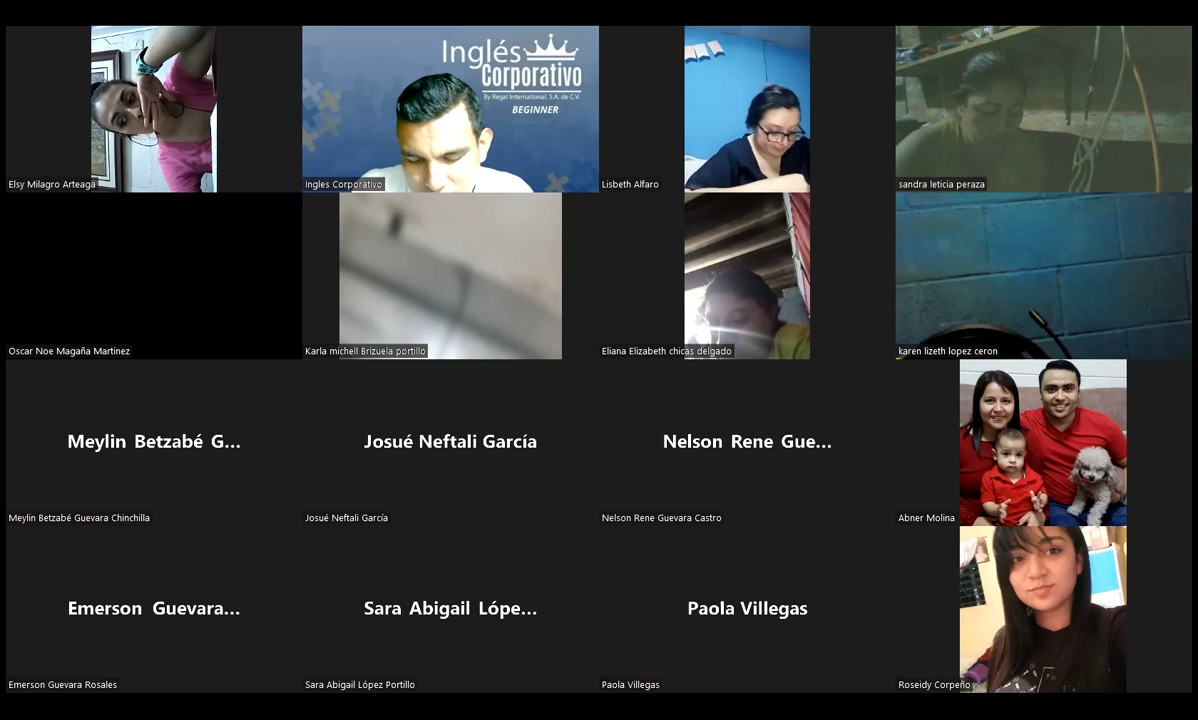 Inglés
Corporativo
By Regal International, S.A. de C.V.
BEGINNER
Elsy Milagro Arteaga
Ingles Corporativo
Lisbeth Alfaro
sandra leticia peraza
Oscar Noe Magaña Martinez
Karla michell Brizuela portillo
Eliana Elizabeth chicas delgado
karen lizeth lopez ceron
Meylin Betzabé G...
Josué Neftali García
Nelson Rene Gue...
Meylin Betzabé Guevara Chinchilla
Josué Neftali García
Nelson Rene Guevara Castro
Abner Molina
Emerson Guevara...
Sara Abigail Lópe...
Paola Villegas
Emerson Guevara Rosales
Sara Abigail López Portillo
Paola Villegas
Roseidy Corpeño